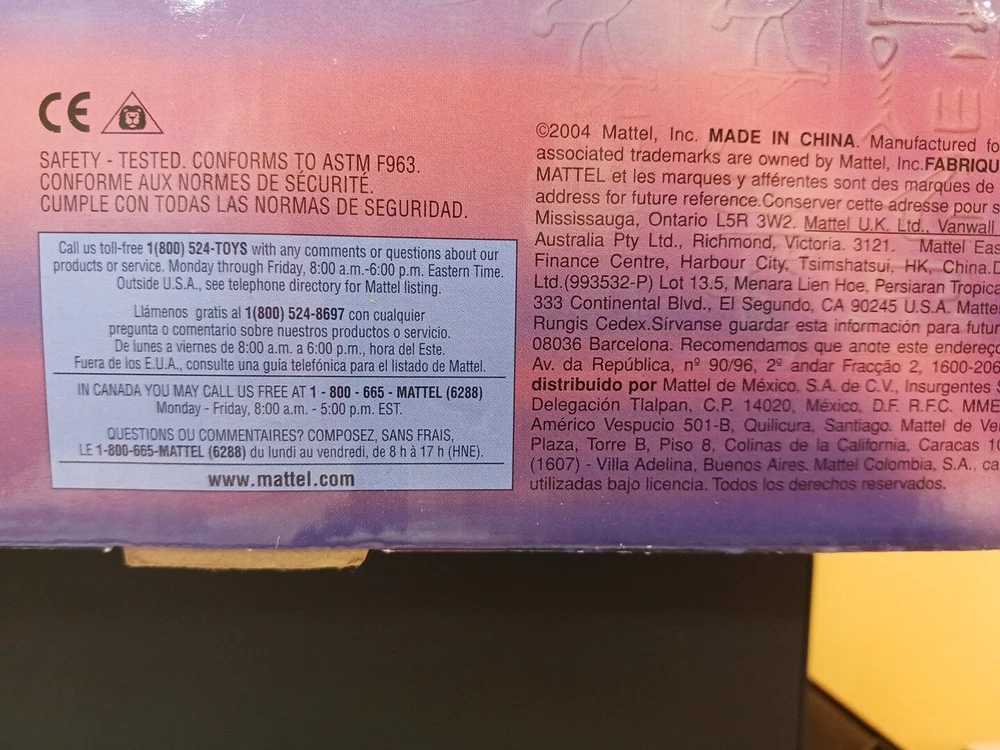 CE
SAFETY - TESTED. CONFORMS TO ASTM F963.
CONFORME AUX NORMES DE SÉCURITÉ.
CUMPLE CON TODAS LAS NORMAS DE SEGURIDAD.
Call us toll-free 1(800) 524-TOYS with any comments or questions about our
products or service. Monday through Friday, 8:00 a.m.-6:00 p.m. Eastern Time.
Outside U.S.A., see telephone directory for Mattel listing.
Llámenos gratis al 1(800) 524-8697 con cualquier
pregunta o comentario sobre nuestros productos o servicio.
De lunes a viernes de 8:00 a.m. a 6:00 p.m., hora del Este.
Fuera de los E.U.A., consulte una guía telefónica para el listado de Mattel.
IN CANADA YOU MAY CALL US FREE AT 1 - 800 - 665 - MATTEL (6288)
Monday - Friday, 8:00 a.m. - 5:00 p.m. EST.
QUESTIONS OU COMMENTAIRES? COMPOSEZ, SANS FRAIS,
LE 1-800-665-MATTEL (6288) du lundi au vendredi, de 8 h à 17 h (HNE).
www.mattel.com
©2004 Mattel, Inc. MADE IN CHINA. Manufactured fo
associated trademarks are owned by Mattel, Inc.FABRIQU
MATTEL et les marques y afférentes sont des marques de
address for future reference.Conserver cette adresse pour s
Mississauga, Ontario L5R 3W2. Mattel U.K. Ltd., Vanwall
Australia Pty Ltd., Richmond, Victoria. 3121. Mattel Eas
Finance Centre, Harbour City, Tsimshatsui, HK, China.D
Ltd.(993532-P) Lot 13.5, Menara Lien Hoe, Persiaran Tropica
333 Continental Blvd., El Segundo, CA 90245 U.S.A. Matte
Rungis Cedex.Sírvanse guardar esta información para futur
08036 Barcelona. Recomendamos que anote este endereço
Av. da República, nº 90/96, 2º andar Fracção 2, 1600-206
distribuido por Mattel de México, S.A. de C.V., Insurgentes
Delegación Tlalpan, C.P. 14020, México, D.F. R.F.C. MME
Américo Vespucio 501-B, Quilicura, Santiago. Mattel de Ve
Plaza, Torre B, Piso 8, Colinas de la California, Caracas 10
(1607) - Villa Adelina, Buenos Aires. Mattel Colombia, S.A., ca
utilizadas bajo licencia. Todos los derechos reservados.